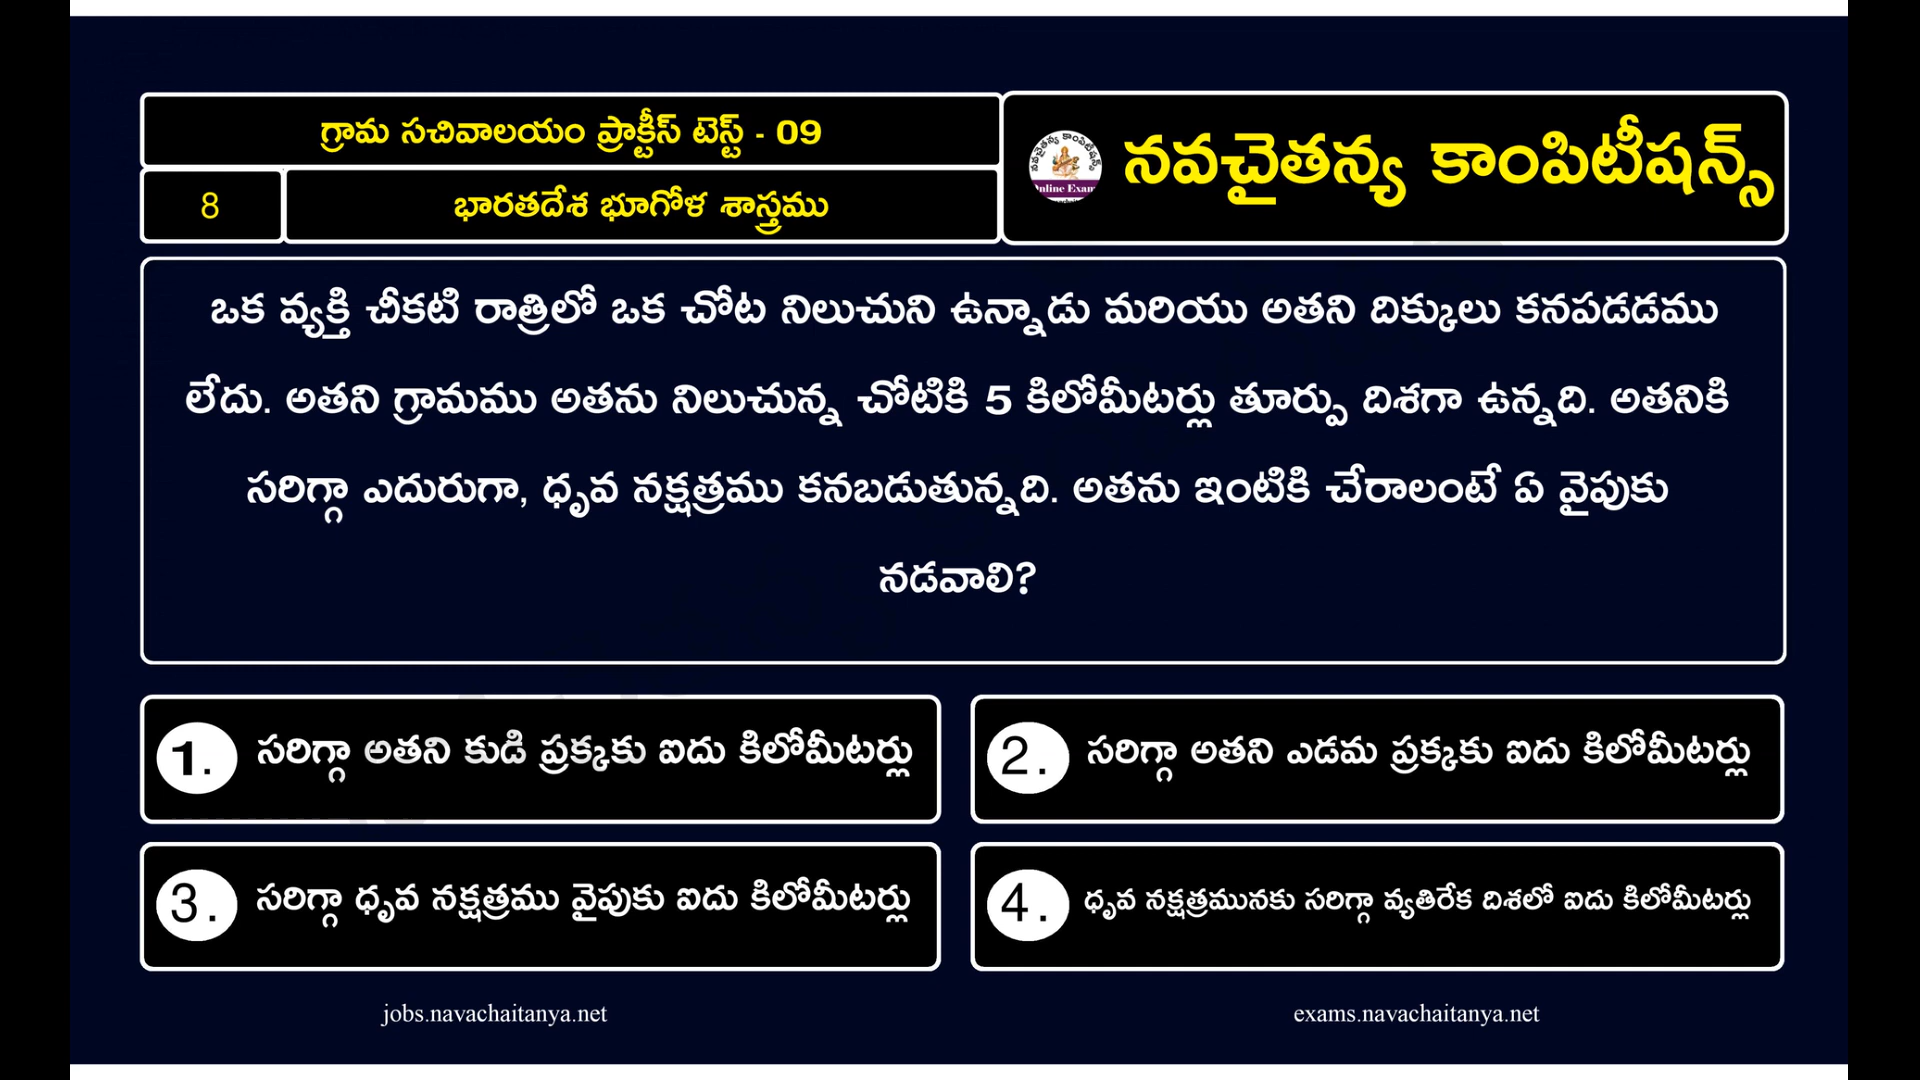 గ్రామ సచివాలయం ప్రాక్టీస్ టెస్ట్ - 09
నవచైతన్య కాంపిటీషన్స్
8
భారతదేశ భూగోళ శాస్త్రము
నవచైతన్య కాంపిటీషన్స్
Online Exam
ఒక వ్యక్తి చీకటి రాత్రిలో ఒక చోట నిలుచుని ఉన్నాడు మరియు అతని దిక్కులు కనపడడము
లేదు. అతని గ్రామము అతను నిలుచున్న చోటికి 5 కిలోమీటర్లు తూర్పు దిశగా ఉన్నది. అతనికి
సరిగ్గా ఎదురుగా, ధృవ నక్షత్రము కనబడుతున్నది. అతను ఇంటికి చేరాలంటే ఏ వైపుకు
నడవాలి?
1. సరిగ్గా అతని కుడి ప్రక్కకు ఐదు కిలోమీటర్లు
2. సరిగ్గా అతని ఎడమ ప్రక్కకు ఐదు కిలోమీటర్లు
3. సరిగ్గా ధృవ నక్షత్రము వైపుకు ఐదు కిలోమీటర్లు
4. ధృవ నక్షత్రమునకు సరిగ్గా వ్యతిరేక దిశలో ఐదు కిలోమీటర్లు
jobs.navachaitanya.net
exams.navachaitanya.net